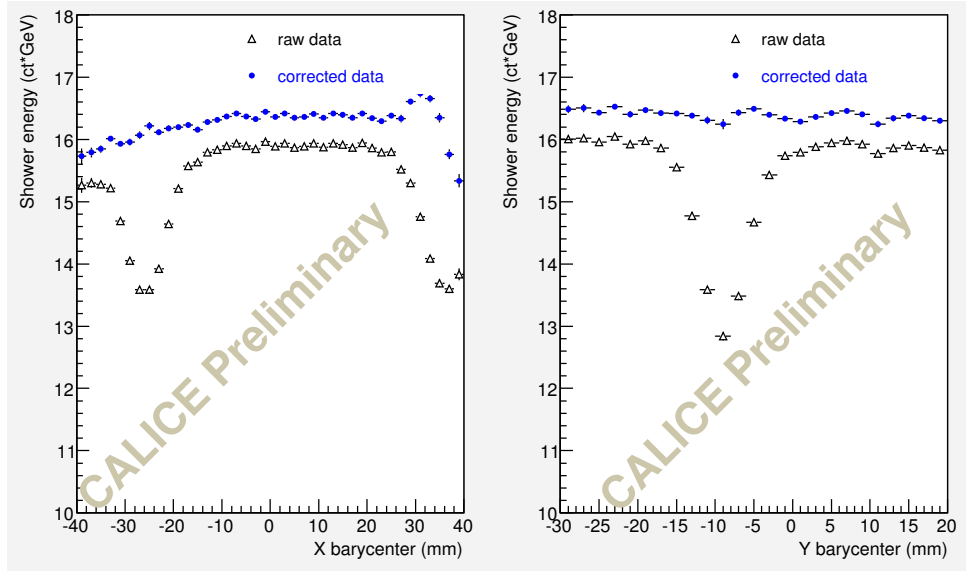 Shower energy (ct*GeV)
18
17
16
15
14
13
12
11
10
raw data
corrected data
CALICE Preliminary
-40 -30 -20 -10 0 10 20 30 40
X barycenter (mm)
Shower energy (ct*GeV)
18
17
16
15
14
13
12
11
10
raw data
corrected data
CALICE Preliminary
-30 -25 -20 -15 -10 -5 0 5 10 15 20
Y barycenter (mm)